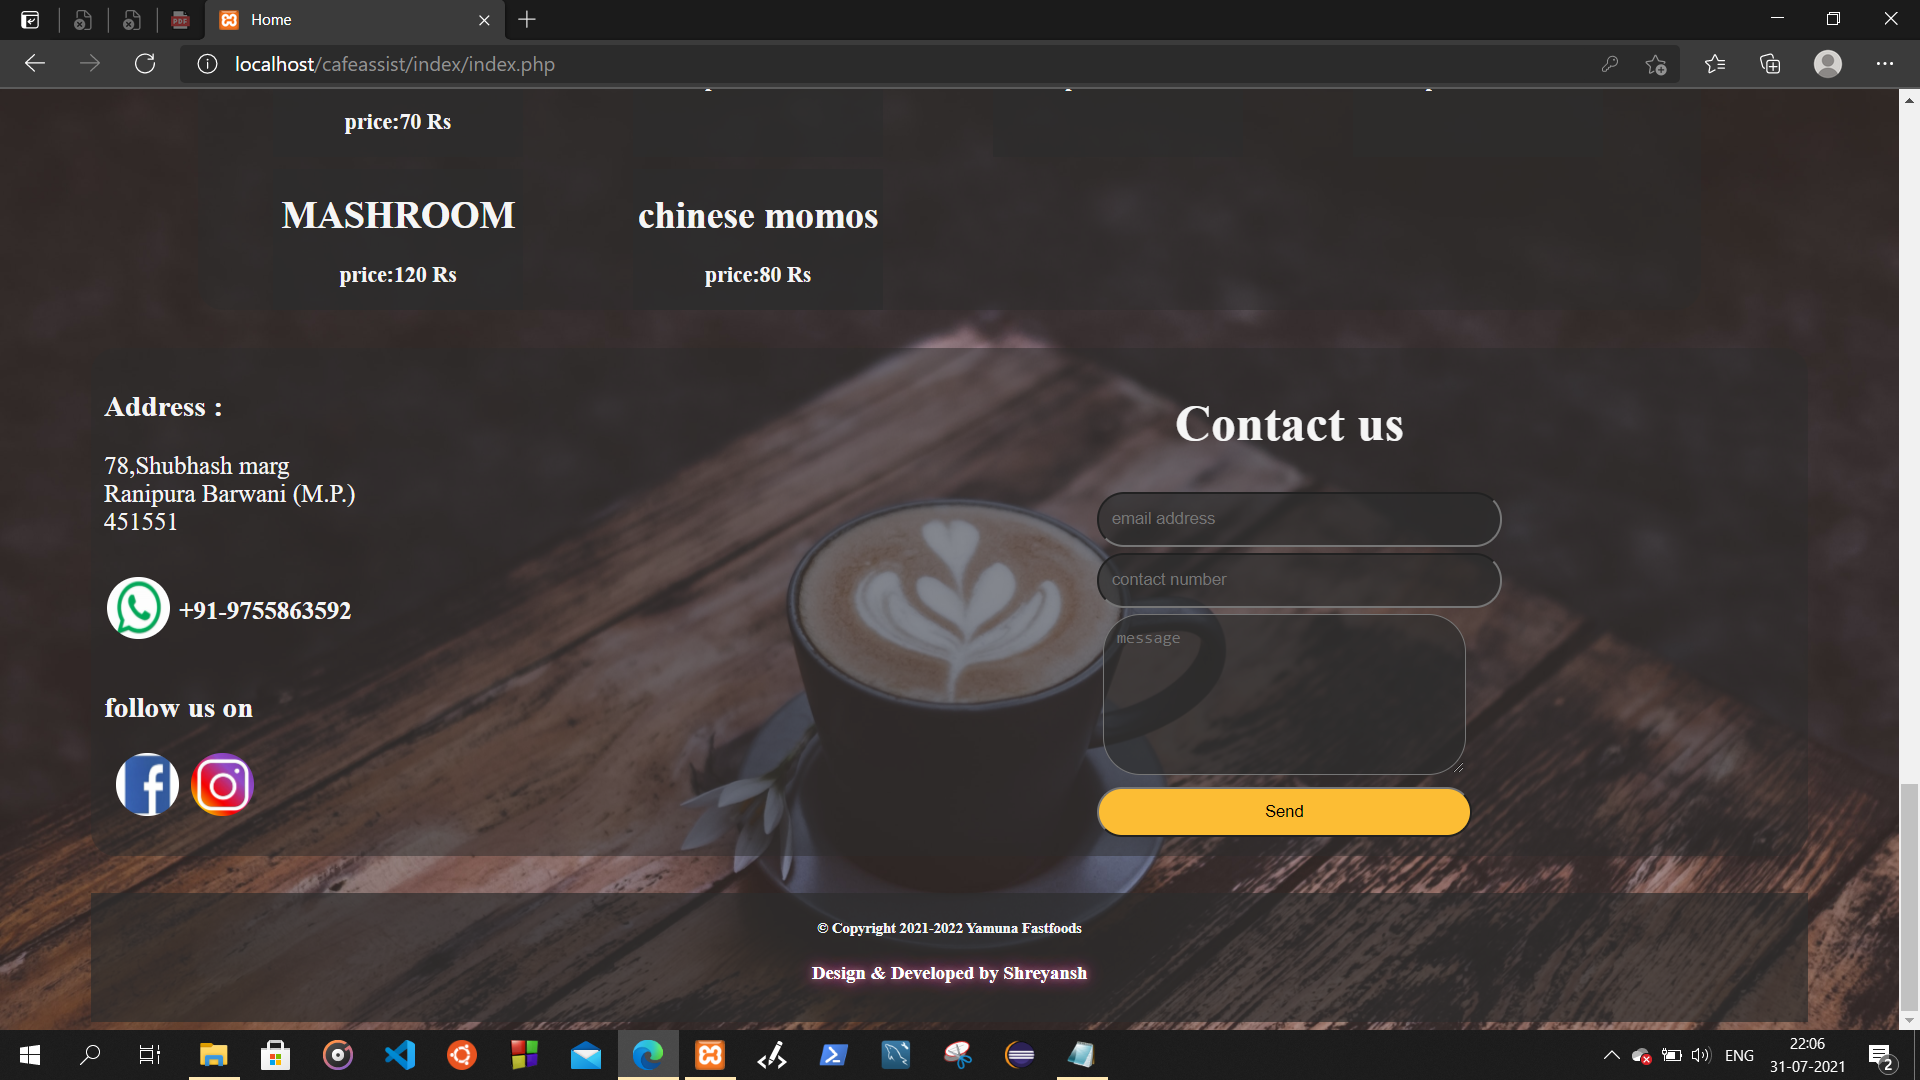 Home
localhost/cafeassist/index/index.php
price:70 Rs
MASHROOM
chinese momos
price:120 Rs
price:80 Rs
Address :
Contact us
78,Shubhash marg
Ranipura Barwani (M.P.)
451551
email address
contact number
+91-9755863592
message
follow us on
Send
© Copyright 2021-2022 Yamuna Fastfoods
Design & Developed by Shreyansh
PDF
ENG
22:06
31-07-2021
2